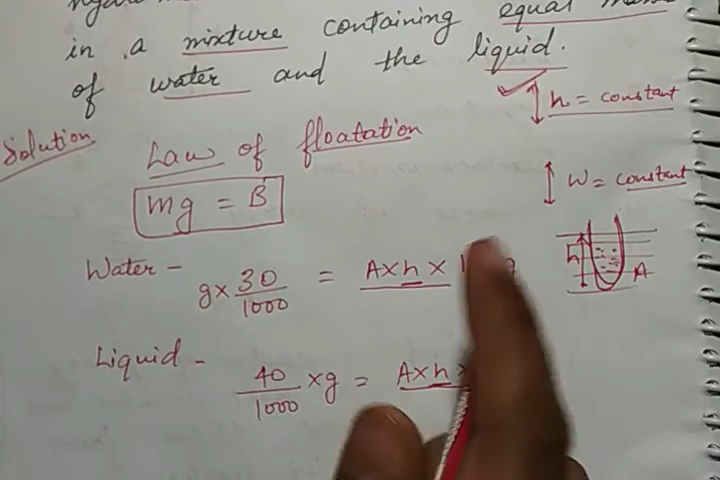 in a mixture containing equal
of water and the liquid.
h = constant
Solution
Law of floatation
mg = B
W = constant
Water - g × 30/1000 = A × h ×
h
A
Liquid - 40/1000 × g = A × h ×